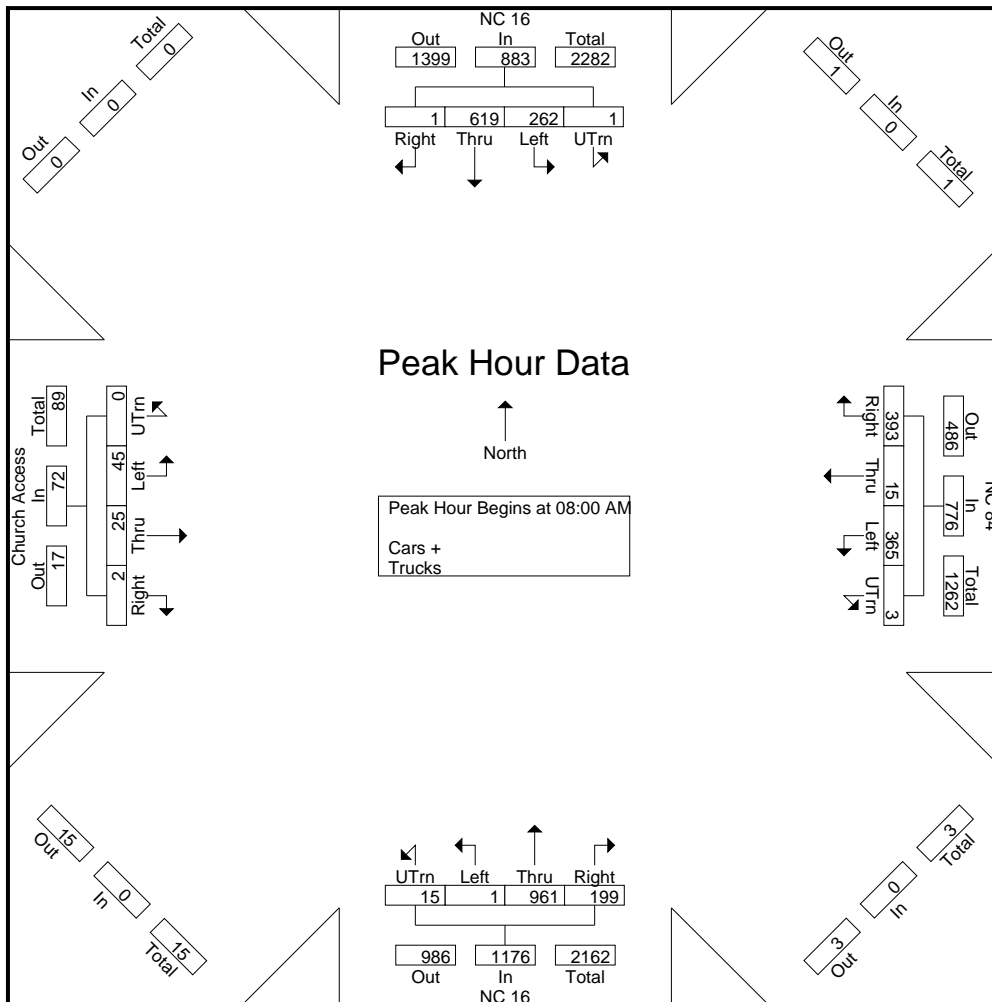 NC 16
Out In Total
1399 883 2282
1 619 262 1
Right Thru Left UTrn
Total
0
In
0
Out
0
Out
1
In
0
Total
1
Peak Hour Data
North
Peak Hour Begins at 08:00 AM
Cars +
Trucks
Church Access
Total In Out
89 72 17
0 45 25 2
UTrn Left Thru Right
NC 84
Out In Total
486 776 1262
393 15 365 3
Right Thru Left UTrn
15
Out
0
In
15
Total
3
Total
0
In
3
Out
UTrn Left Thru Right
15 1 961 199
986 1176 2162
Out In Total
NC 16